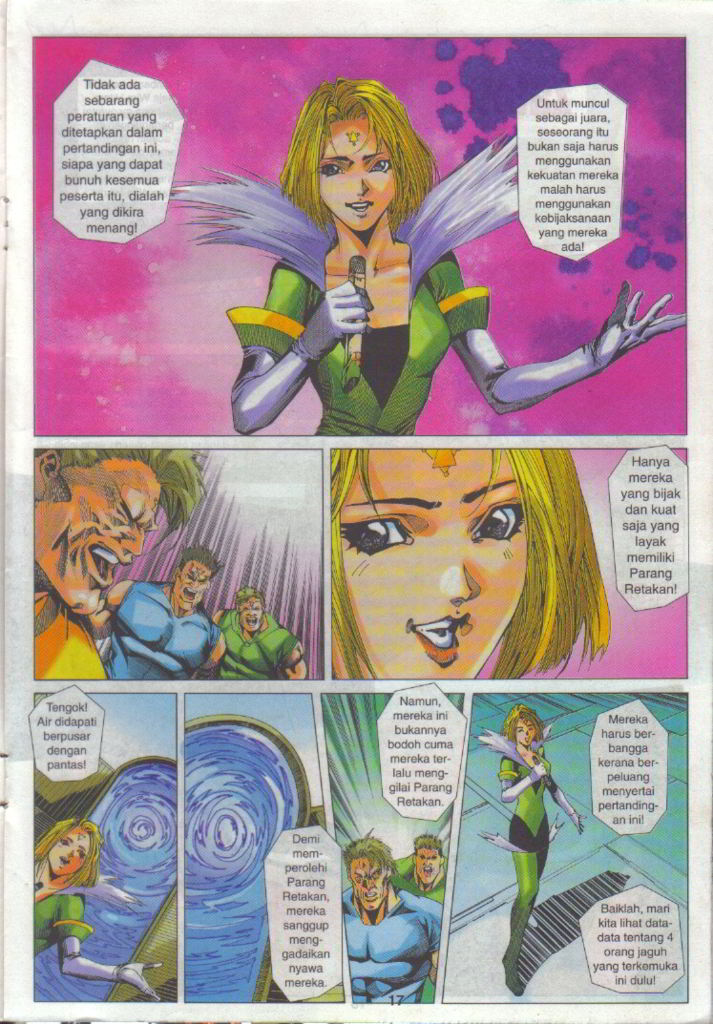 Tidak ada
sebarang
peraturan yang
ditetapkan dalam
pertandingan ini,
siapa yang dapat
bunuh kesemua
peserta itu, dialah
yang dikira
menang!
Untuk muncul
sebagai juara,
seseorang itu
bukan saja harus
menggunakan
kekuatan mereka
malah harus
menggunakan
kebijaksanaan
yang mereka
ada!
Hanya
mereka
yang bijak
dan kuat
saja yang
layak
memiliki
Parang
Retakan!
Tengok!
Air didapati
berpusar
dengan
pantas!
Demi
mem-
perolehi
Parang
Retakan,
mereka
sanggup
meng-
gadaikan
nyawa
mereka.
Namun,
mereka ini
bukannya
bodoh cuma
mereka ter-
lalu meng-
gilai Parang
Retakan.
Mereka
harus ber-
bangga
kerana ber-
peluang
menyertai
pertanding-
an ini!
Baiklah, mari
kita lihat data-
data tentang 4
orang jaguh
yang terkemuka
ini dulu!
17